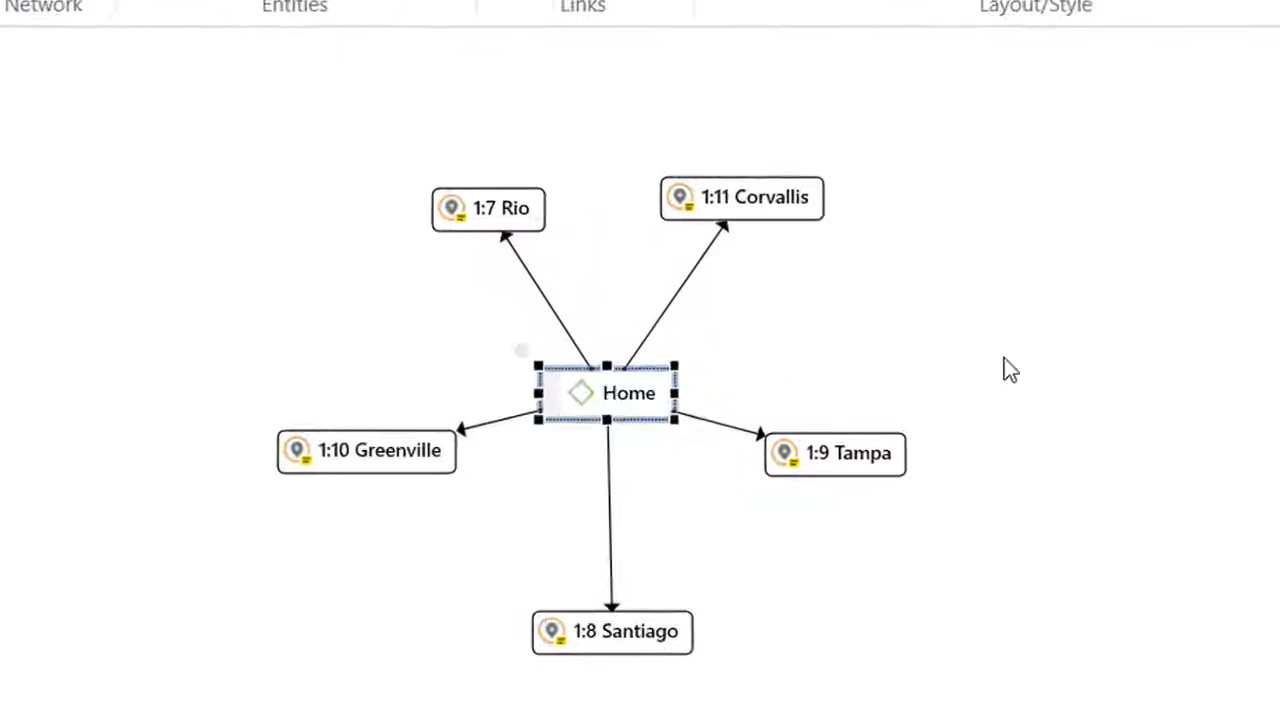 Network
Entities
Links
Layout/Style
1:7 Rio
1:11 Corvallis
Home
1:10 Greenville
1:9 Tampa
1:8 Santiago